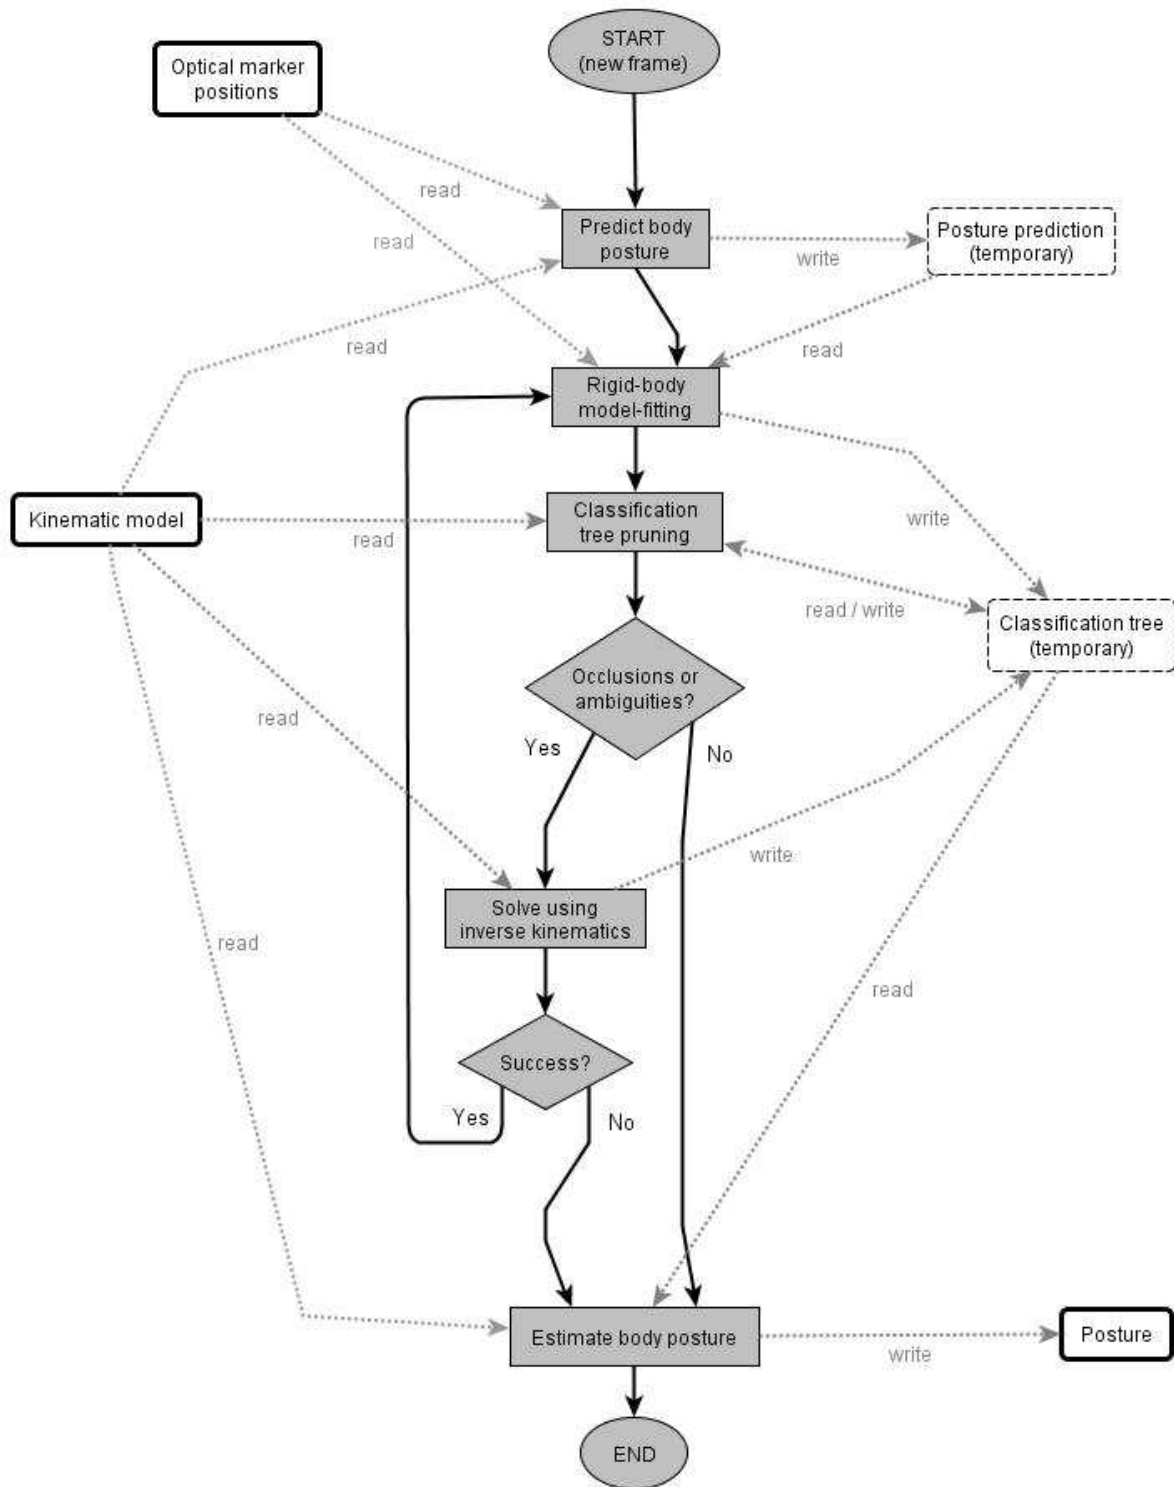 START
(new frame)
Optical marker
positions
read
read
Predict body
posture
write
Posture prediction
(temporary)
read
read
Rigid-body
model-fitting
Kinematic model
read
Classification
tree pruning
write
read / write
Classification tree
(temporary)
Occlusions or
ambiguities?
read
Yes
No
write
Solve using
inverse kinematics
read
read
Success?
Yes
No
Estimate body posture
write
Posture
END